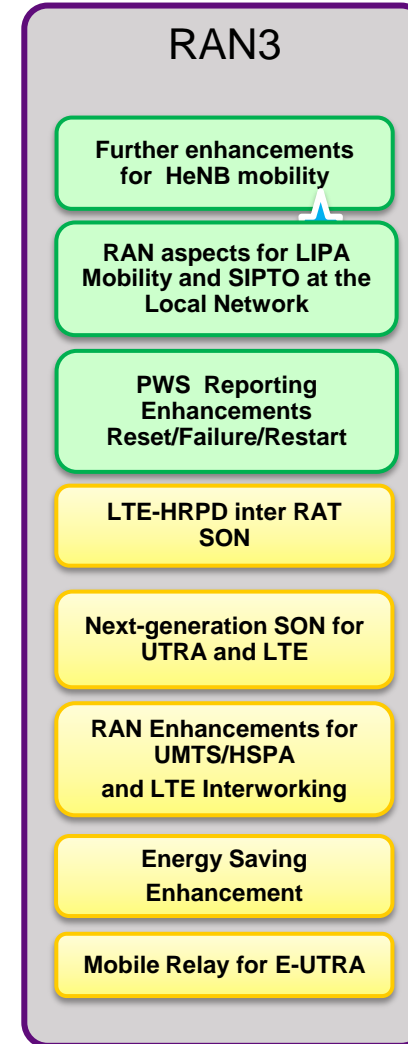 RAN3
Further enhancements
for HeNB mobility
RAN aspects for LIPA
Mobility and SIPTO at the
Local Network
PWS Reporting
Enhancements
Reset/Failure/Restart
LTE-HRPD inter RAT
SON
Next-generation SON for
UTRA and LTE
RAN Enhancements for
UMTS/HSPA
and LTE Interworking
Energy Saving
Enhancement
Mobile Relay for E-UTRA